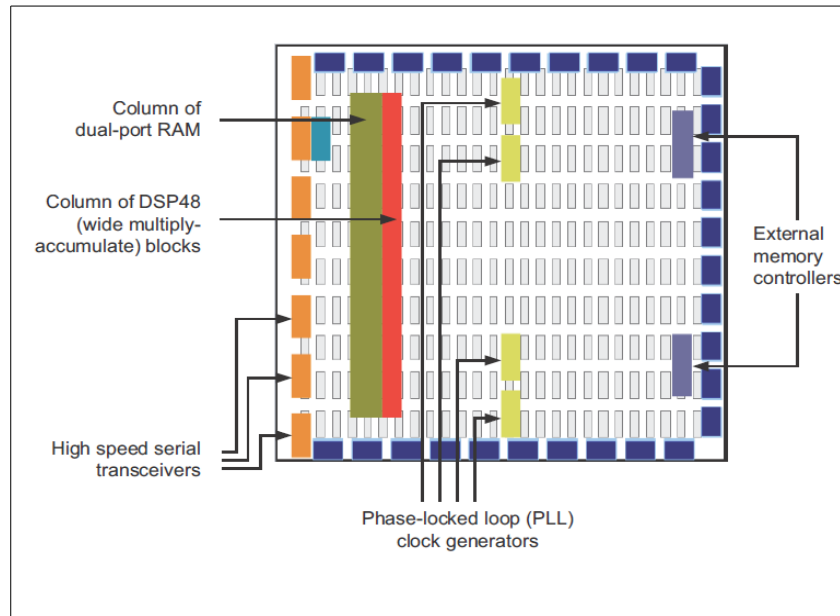 Column of
dual-port RAM
Column of DSP48
(wide multiply-
accumulate) blocks
External
memory
controllers
High speed serial
transceivers
Phase-locked loop (PLL)
clock generators